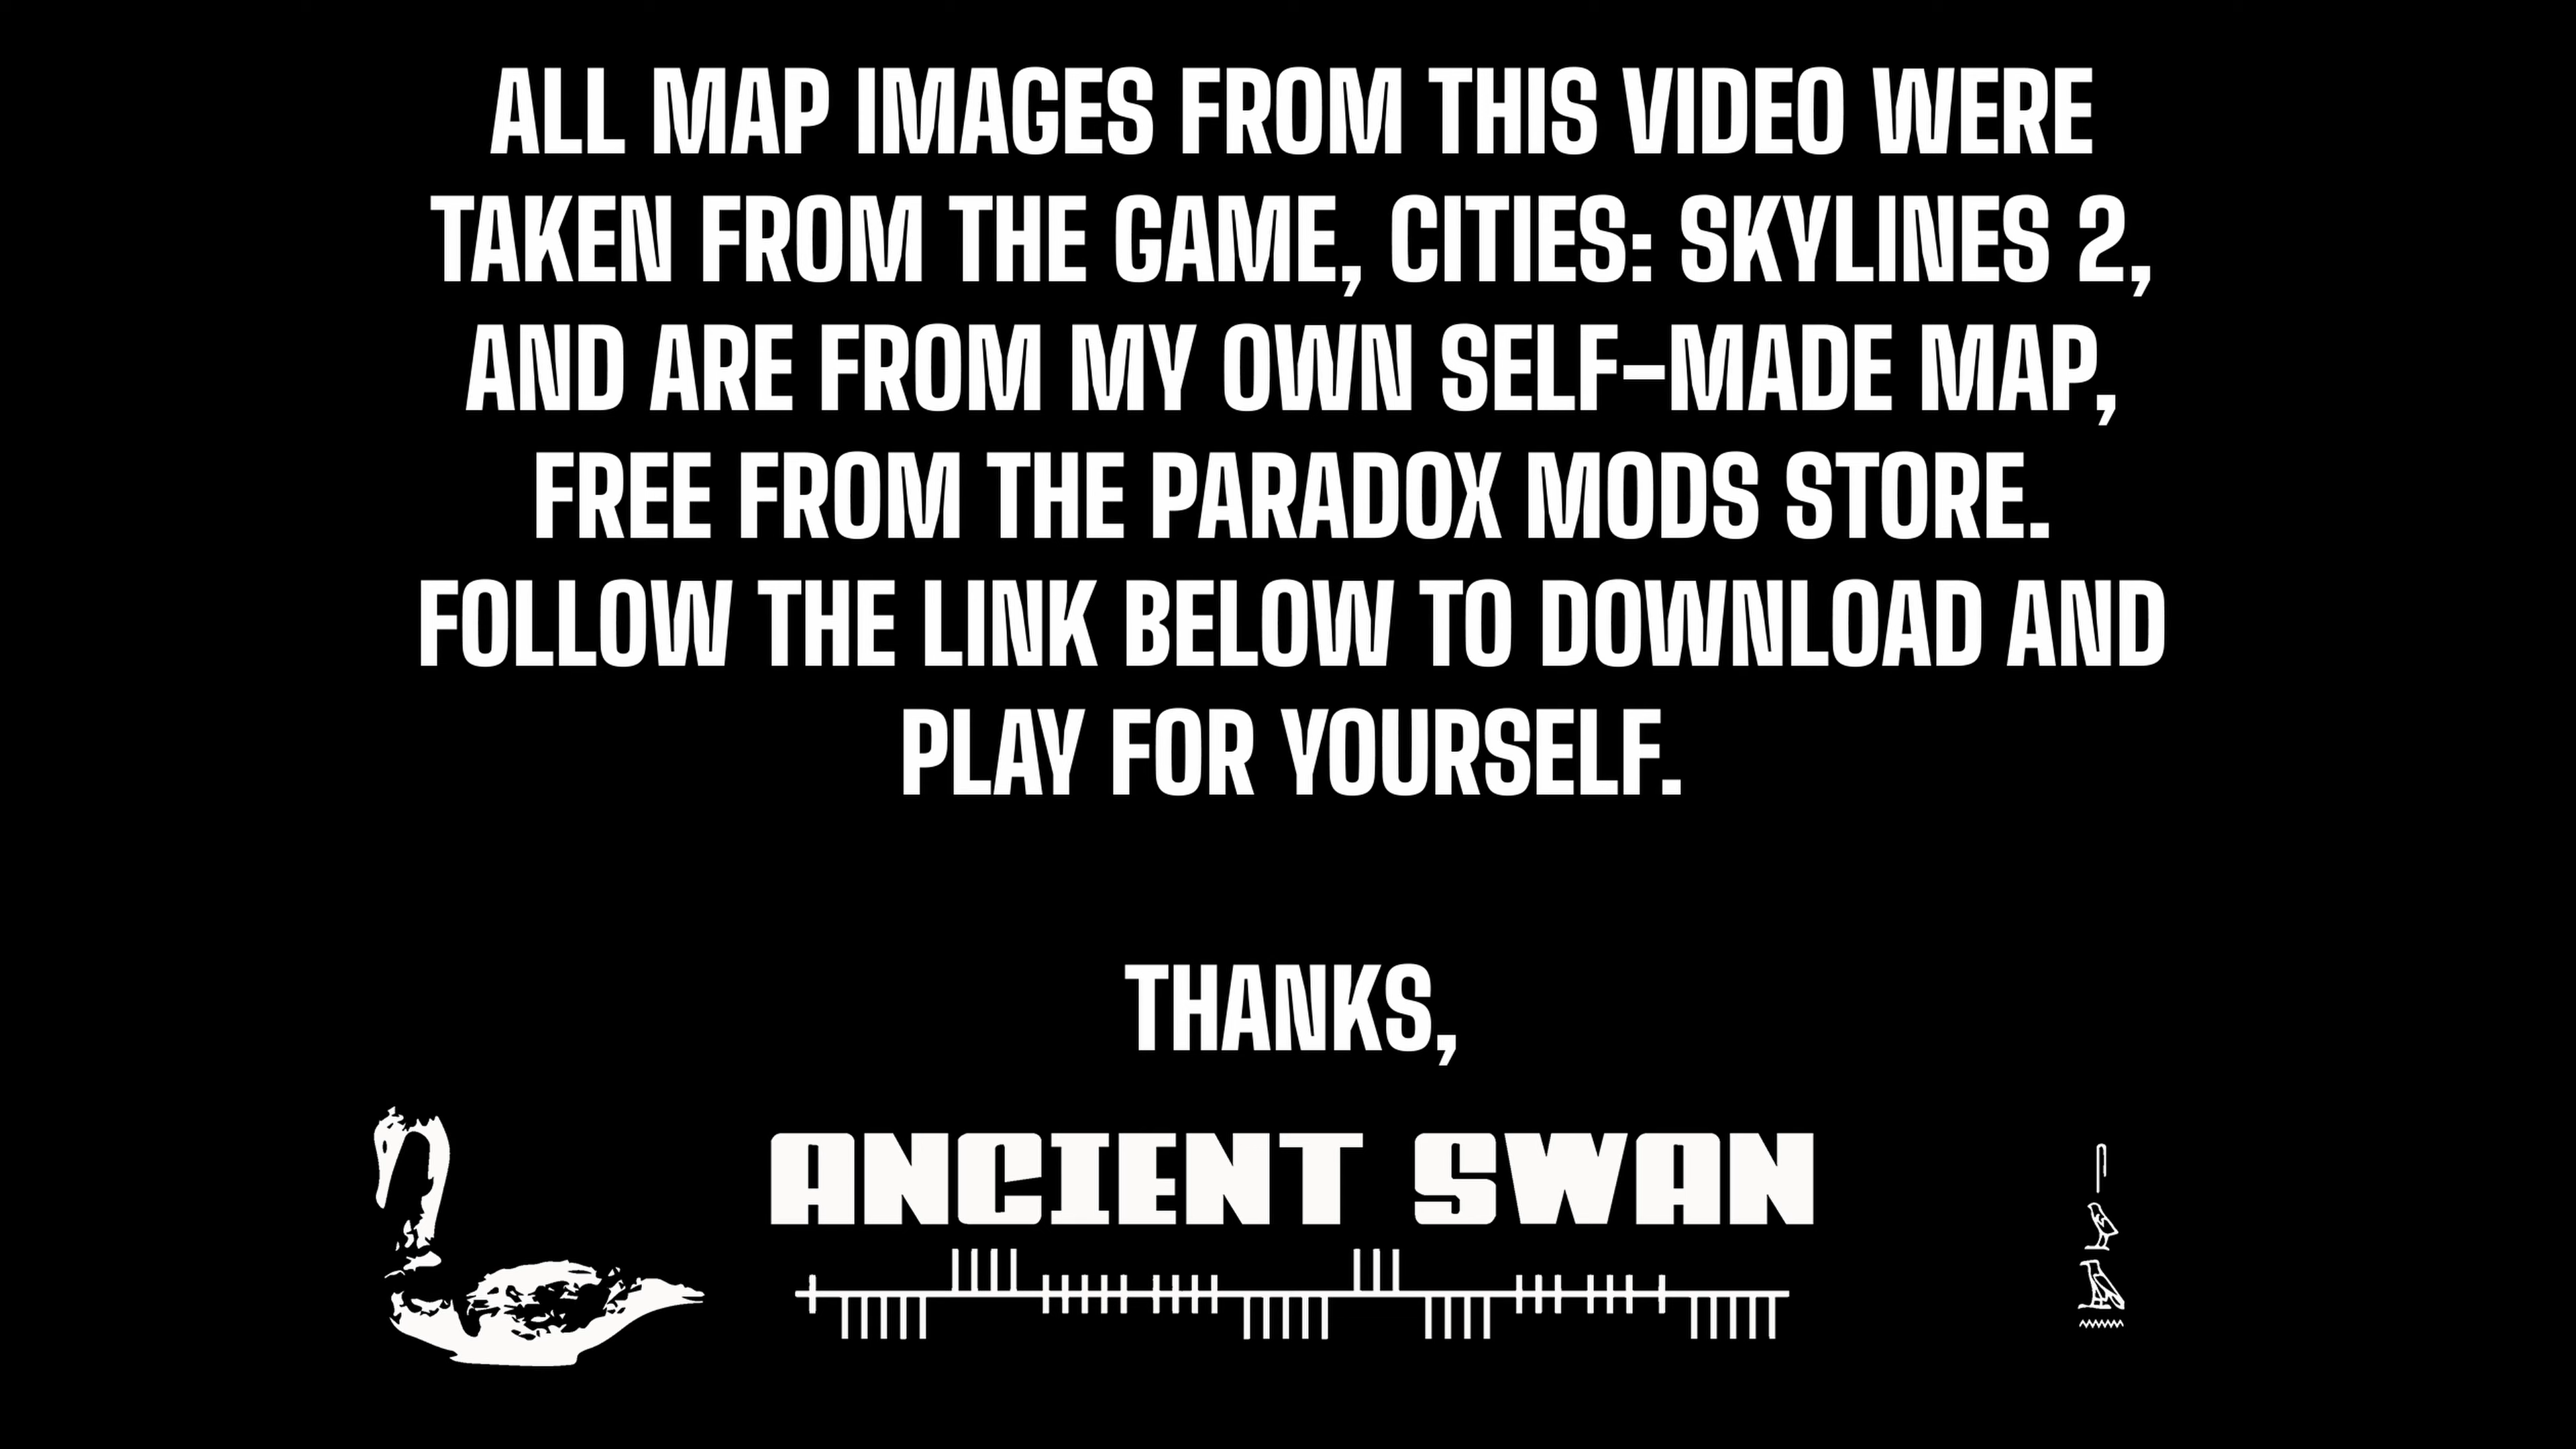 ALL MAP IMAGES FROM THIS VIDEO WERE
TAKEN FROM THE GAME, CITIES: SKYLINES 2,
AND ARE FROM MY OWN SELF-MADE MAP,
FREE FROM THE PARADOX MODS STORE.
FOLLOW THE LINK BELOW TO DOWNLOAD AND
PLAY FOR YOURSELF.
THANKS,
ANCIENT SWAN
ᚐᚅᚉᚔᚓᚅᚈᚄᚒᚒᚐᚅ
𓋴𓅱𓄿𓈖